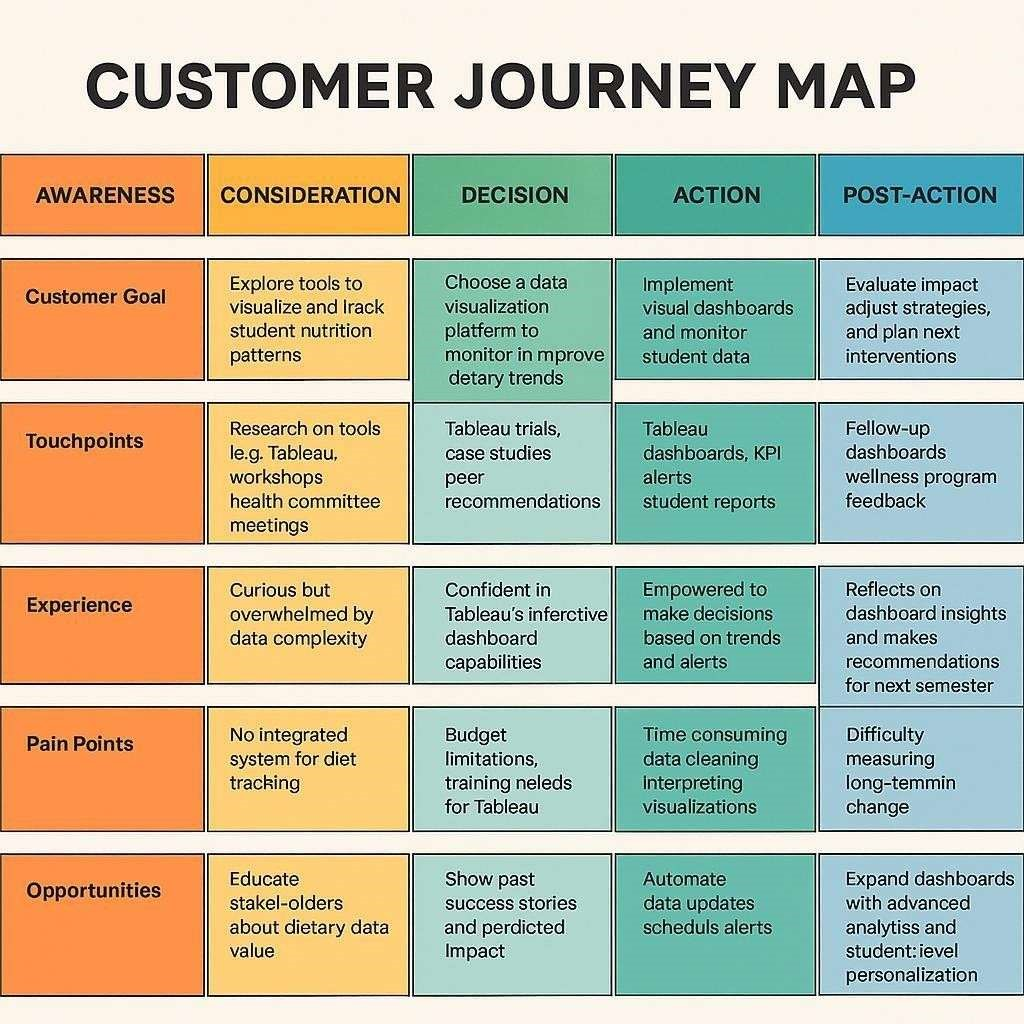 CUSTOMER JOURNEY MAP
AWARENESS
CONSIDERATION
DECISION
ACTION
POST-ACTION
Customer Goal
Explore tools to
visualize and lrack
student nutrition
patterns
Choose a data
visualization
platferm to
monitor in mprove
detary trends
Implement
visual dashboards
and monitor
student data
Evaluate impact
adjust strategies,
and plan next
interventions
Touchpoints
Research on tools
le.g. Tableau,
workshops
health committee
meetings
Tableau trials,
case studies
peer
recommendations
Tableau
dashboards, KPI
alerts
student reports
Fellow-up
dashboards
wellness program
feedback
Experience
Curious but
overwhelmed by
data complexity
Confident in
Tableau's inferctive
dashboard
capabilities
Empowered to
make decisions
based on trends
and alerts
Reflects on
dashboard insights
and makes
recommendations
for next semester
Pain Points
No integrated
system for diet
tracking
Budget
limitations,
training neleds
for Tableau
Time consuming
data cleaning
Interpreting
visualizations
Difficulty
measuring
long-temmin
change
Opportunities
Educate
stakel-olders
about dietary data
value
Show past
success stories
and perdicted
Impact
Automate
data updates
scheduls alerts
Expand dashboards
with advanced
analytiss and
student:ievel
personalization